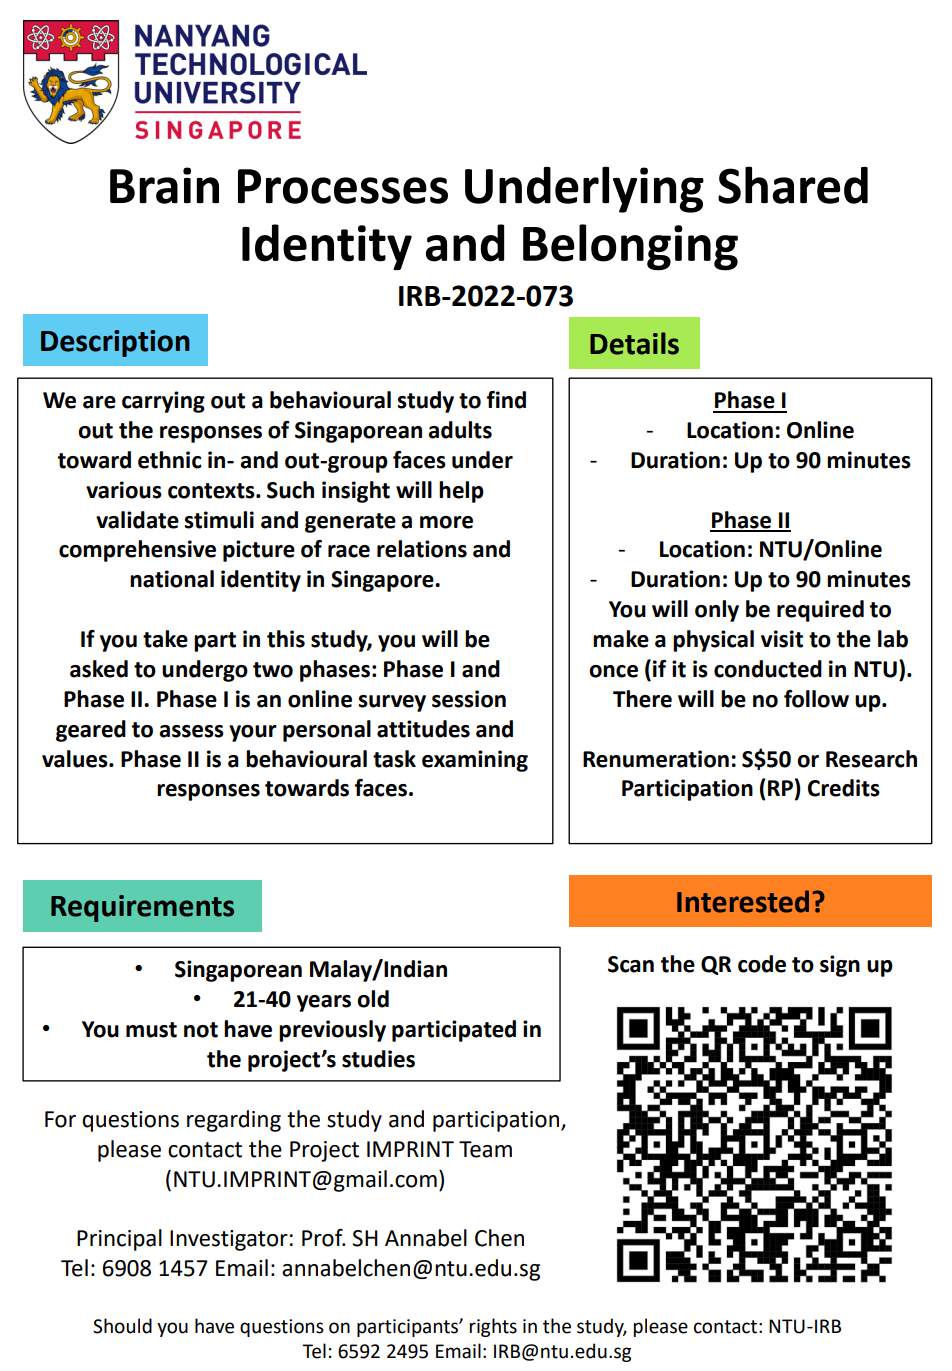 NANYANG
TECHNOLOGICAL
UNIVERSITY
SINGAPORE
Brain Processes Underlying Shared
Identity and Belonging
IRB-2022-073
Description
We are carrying out a behavioural study to find
out the responses of Singaporean adults
toward ethnic in- and out-group faces under
various contexts. Such insight will help
validate stimuli and generate a more
comprehensive picture of race relations and
national identity in Singapore.
If you take part in this study, you will be
asked to undergo two phases: Phase I and
Phase II. Phase I is an online survey session
geared to assess your personal attitudes and
values. Phase II is a behavioural task examining
responses towards faces.
Details
Phase I
- Location: Online
- Duration: Up to 90 minutes
Phase II
- Location: NTU/Online
- Duration: Up to 90 minutes
You will only be required to
make a physical visit to the lab
once (if it is conducted in NTU).
There will be no follow up.
Renumeration: S$50 or Research
Participation (RP) Credits
Requirements
• Singaporean Malay/Indian
• 21-40 years old
• You must not have previously participated in
the project’s studies
For questions regarding the study and participation,
please contact the Project IMPRINT Team
(NTU.IMPRINT@gmail.com)
Principal Investigator: Prof. SH Annabel Chen
Tel: 6908 1457 Email: annabelchen@ntu.edu.sg
Interested?
Scan the QR code to sign up
Should you have questions on participants’ rights in the study, please contact: NTU-IRB
Tel: 6592 2495 Email: IRB@ntu.edu.sg